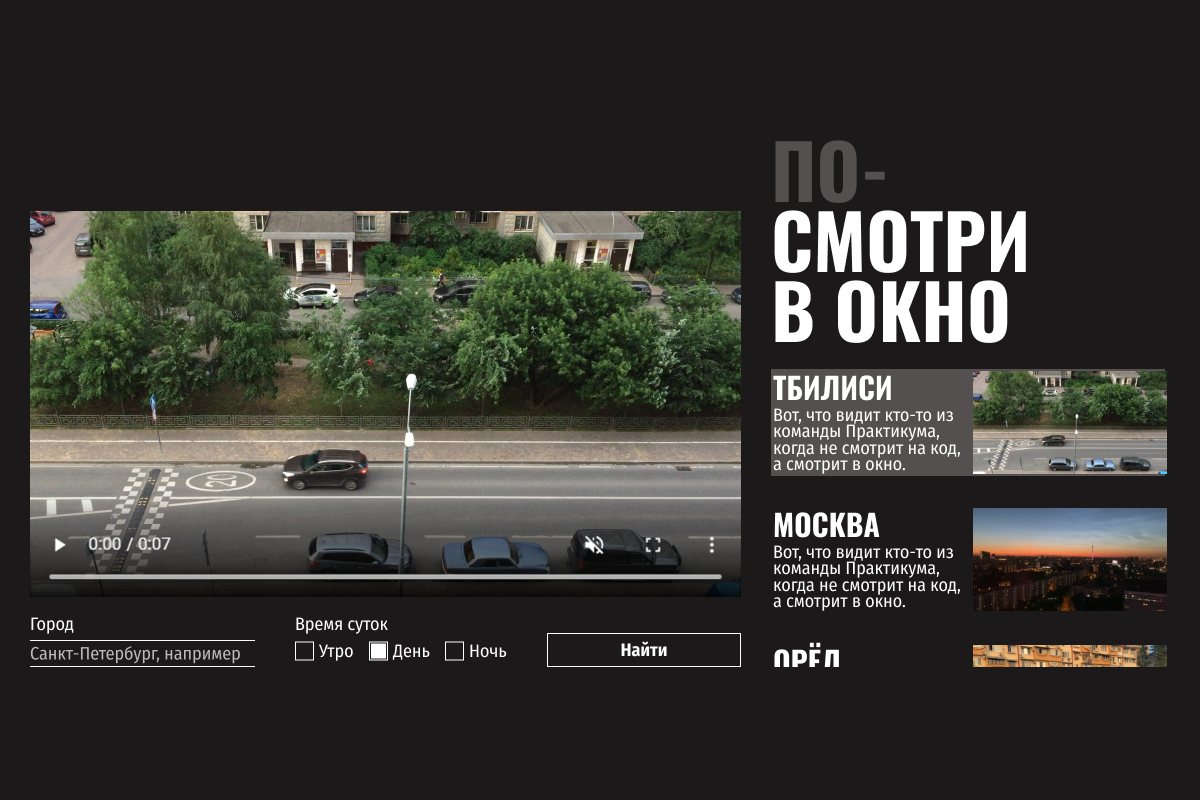 ПО-
СМОТРИ
В ОКНО
20
0:00 / 0:07
Город
Санкт-Петербург, например
Время суток
Утро
День
Ночь
Найти
ТБИЛИСИ
Вот, что видит кто-то из
команды Практикума,
когда не смотрит на код,
а смотрит в окно.
МОСКВА
Вот, что видит кто-то из
команды Практикума,
когда не смотрит на код,
а смотрит в окно.
ОРЁЛ